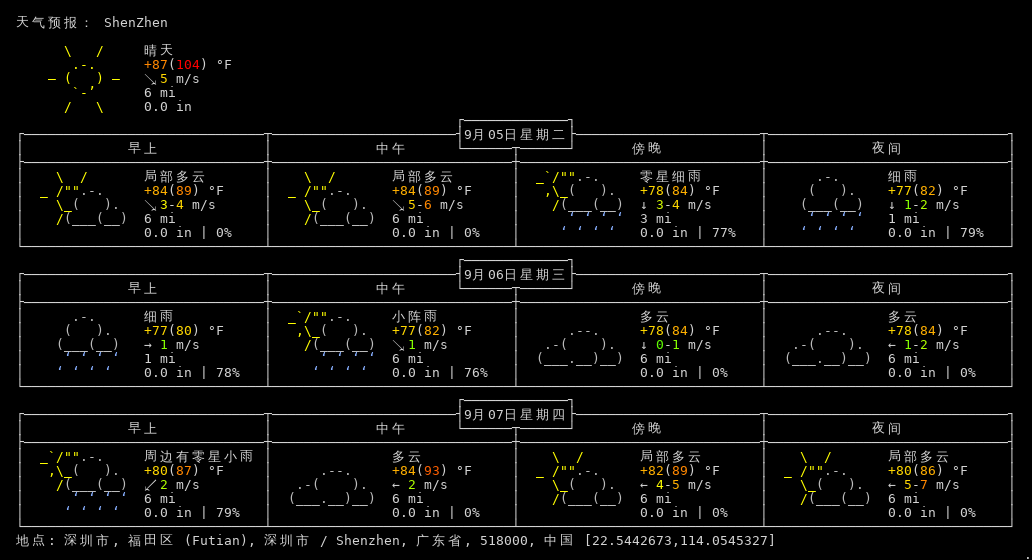 天气预报： ShenZhen
晴天
+87(104) °F
↘5 m/s
6 mi
0.0 in
9月05日星期二
早上 中午 傍晚 夜间
局部多云 局部多云 零星细雨 细雨
+84(89) °F +84(89) °F +78(84) °F +77(82) °F
↘3-4 m/s ↘5-6 m/s ↓ 3-4 m/s ↓ 1-2 m/s
6 mi 6 mi 3 mi 1 mi
0.0 in | 0% 0.0 in | 0% 0.0 in | 77% 0.0 in | 79%
9月06日星期三
早上 中午 傍晚 夜间
细雨 小阵雨 多云 多云
+77(80) °F +77(82) °F +78(84) °F +78(84) °F
→ 1 m/s ↘1 m/s ↓ 0-1 m/s ← 1-2 m/s
1 mi 6 mi 6 mi 6 mi
0.0 in | 78% 0.0 in | 76% 0.0 in | 0% 0.0 in | 0%
9月07日星期四
早上 中午 傍晚 夜间
周边有零星小雨 多云 局部多云 局部多云
+80(87) °F +84(93) °F +82(89) °F +80(86) °F
↙2 m/s ← 2 m/s ← 4-5 m/s ← 5-7 m/s
6 mi 6 mi 6 mi 6 mi
0.0 in | 79% 0.0 in | 0% 0.0 in | 0% 0.0 in | 0%
地点: 深圳市, 福田区 (Futian), 深圳市 / Shenzhen, 广东省, 518000, 中国 [22.5442673,114.0545327]